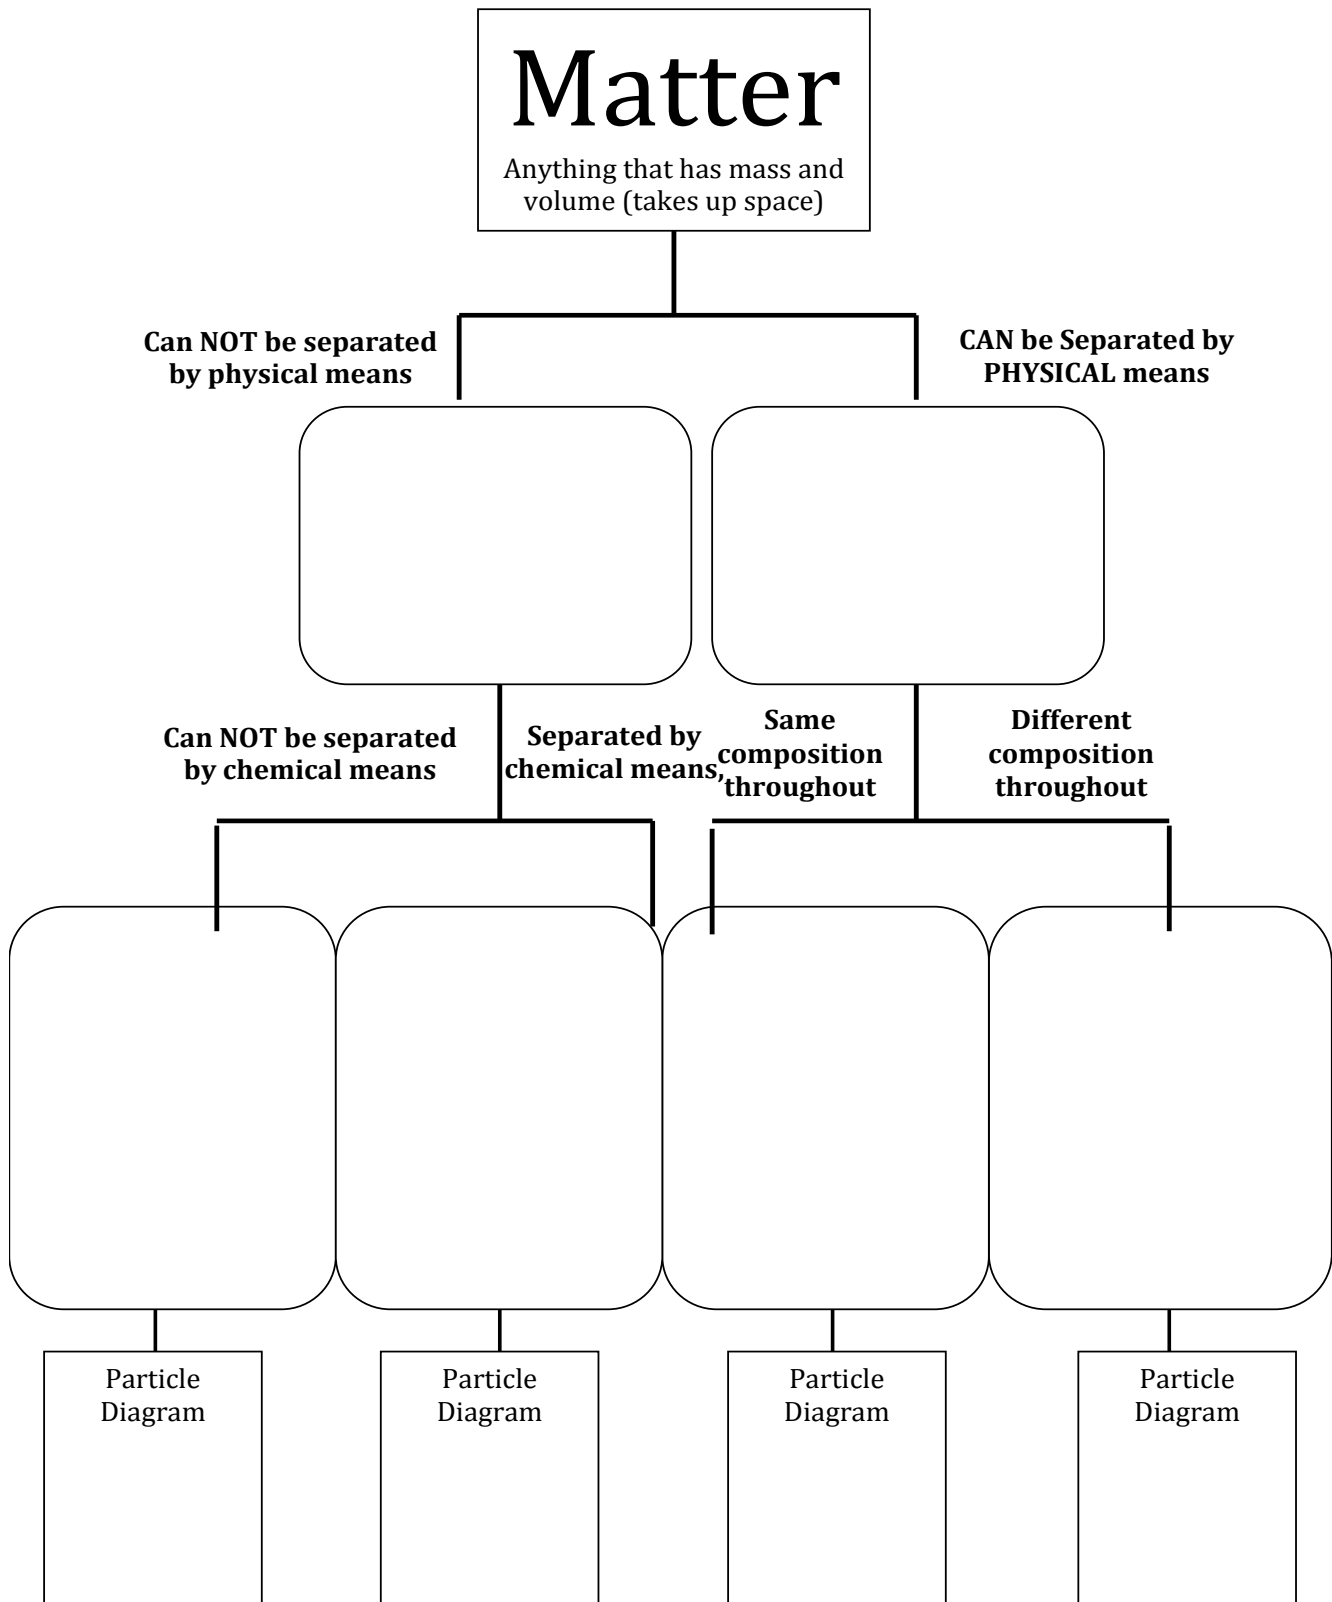 Matter
Anything that has mass and
volume (takes up space)
Can NOT be separated
by physical means
CAN be Separated by
PHYSICAL means
Can NOT be separated
by chemical means
Separated by
chemical means,
Same
composition
throughout
Different
composition
throughout
Particle
Diagram
Particle
Diagram
Particle
Diagram
Particle
Diagram